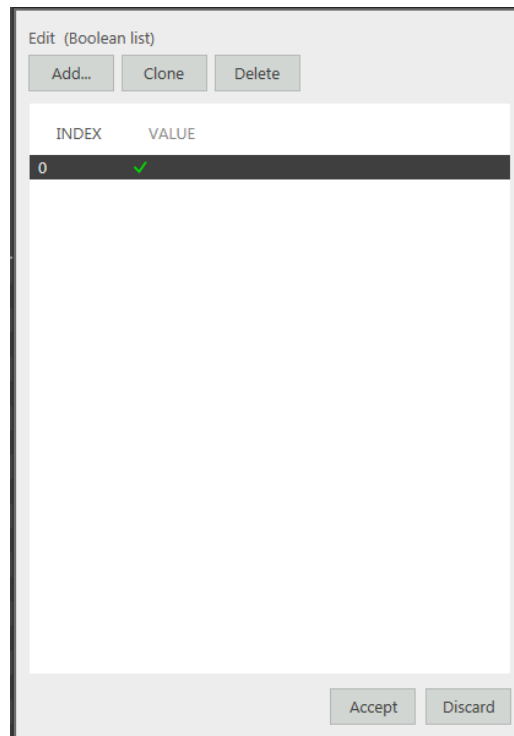 Edit (Boolean list)
Add... Clone Delete
INDEX VALUE
0
Accept Discard